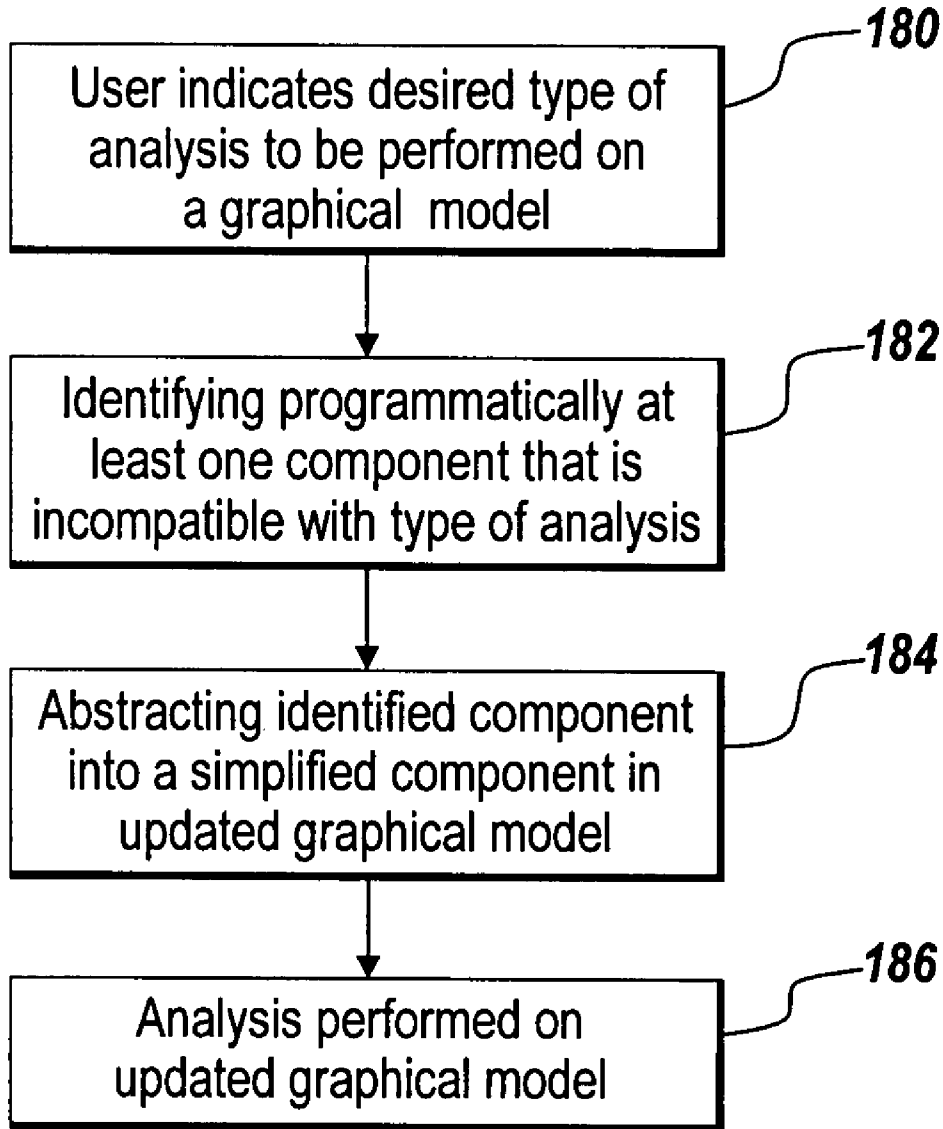 180
User indicates desired type of
analysis to be performed on
a graphical model
182
Identifying programmatically at
least one component that is
incompatible with type of analysis
184
Abstracting identified component
into a simplified component in
updated graphical model
186
Analysis performed on
updated graphical model